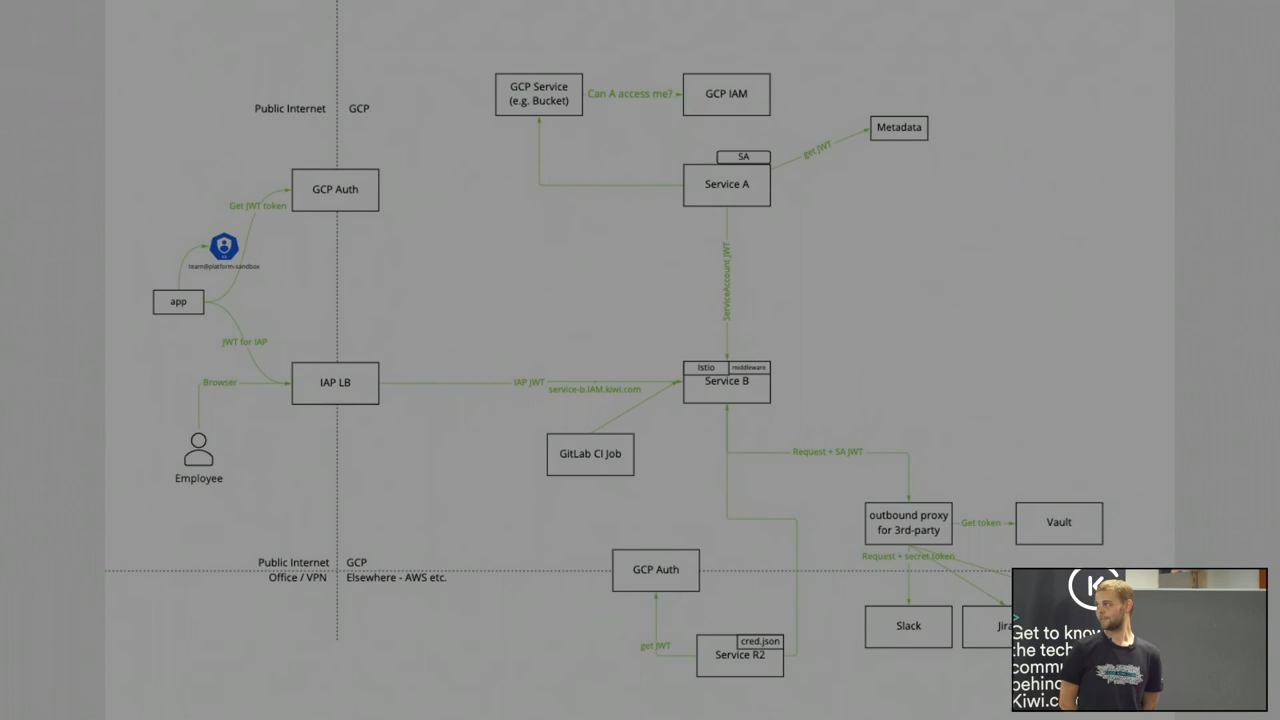 GCP Service
(e.g. Bucket)
Can A access me?
GCP IAM
Public Internet
GCP
Metadata
get JWT
SA
Service A
GCP Auth
Get JWT token
team@platform-sandbox
app
ServiceAccount JWT
JWT for IAP
Istio
middleware
Service B
Browser
IAP LB
IAP JWT
service-b.IAM.kiwi.com
GitLab CI Job
Employee
Request + SA JWT
outbound proxy
for 3rd-party
Get token
Vault
Request + secret token
Public Internet
GCP
Office / VPN
Elsewhere - AWS etc.
GCP Auth
get JWT
cred.json
Service R2
Slack
Jira
K
>
Get to know
the tech
comm
behind
Kiwi.c